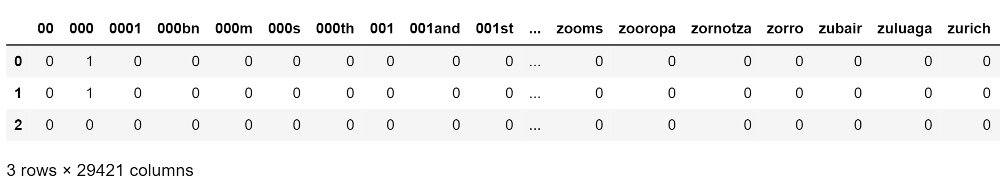 00 000 0001 000bn 000m 000s 000th 001 001and 001st ... zooms zooropa zornotza zorro zubair zuluaga zurich
0 0 1 0 0 0 0 0 0 0 0 ... 0 0 0 0 0 0 0
1 0 1 0 0 0 0 0 0 0 0 ... 0 0 0 0 0 0 0
2 0 0 0 0 0 0 0 0 0 0 ... 0 0 0 0 0 0 0
3 rows × 29421 columns